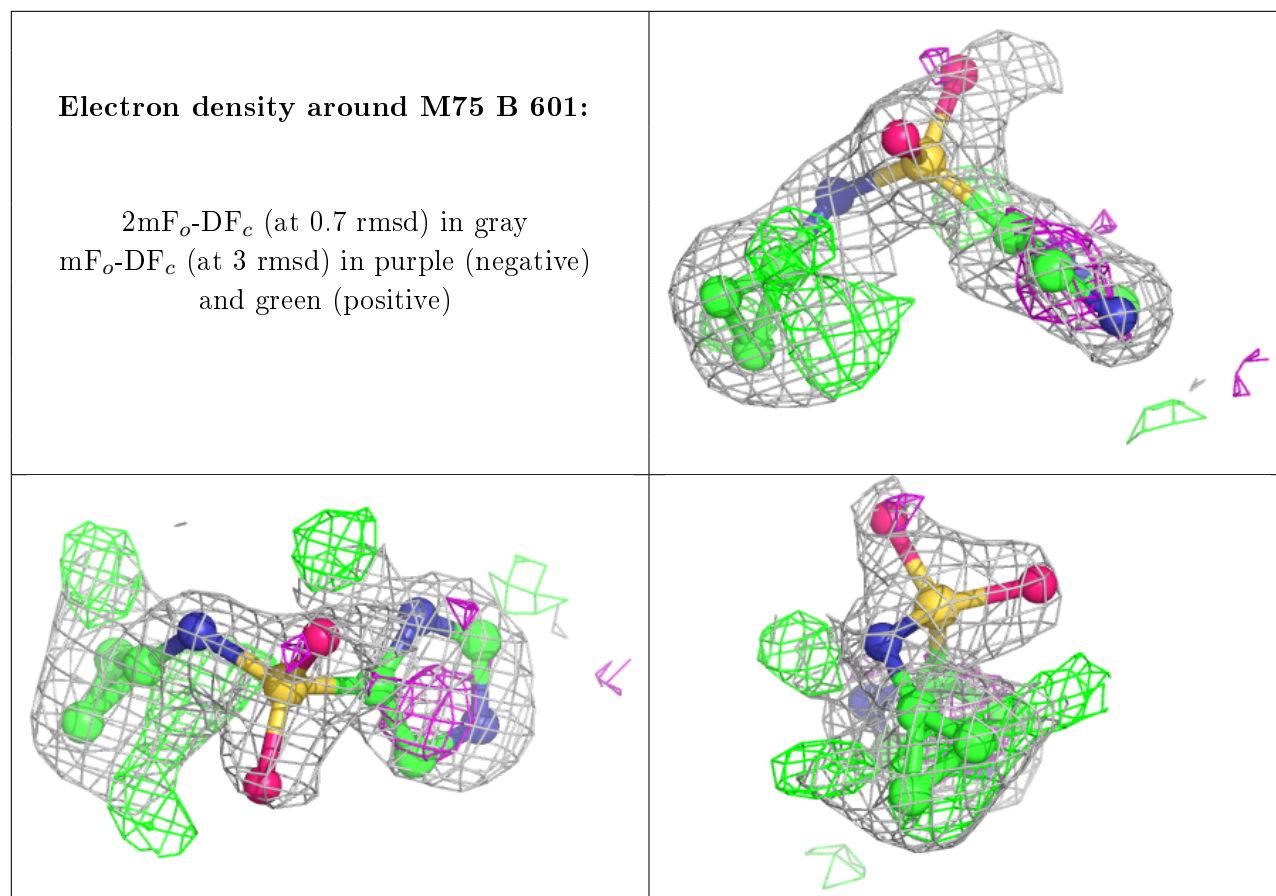 Electron density around M75 B 601:
2mFo-DFc (at 0.7 rmsd) in gray
mFo-DFc (at 3 rmsd) in purple (negative)
and green (positive)